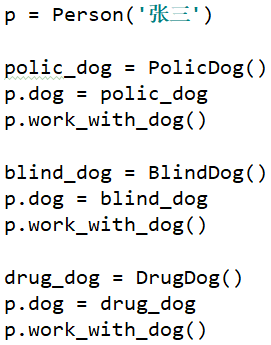 p = Person('张三')
polic_dog = PolicDog()
p.dog = polic_dog
p.work_with_dog()
blind_dog = BlindDog()
p.dog = blind_dog
p.work_with_dog()
drug_dog = DrugDog()
p.dog = drug_dog
p.work_with_dog()